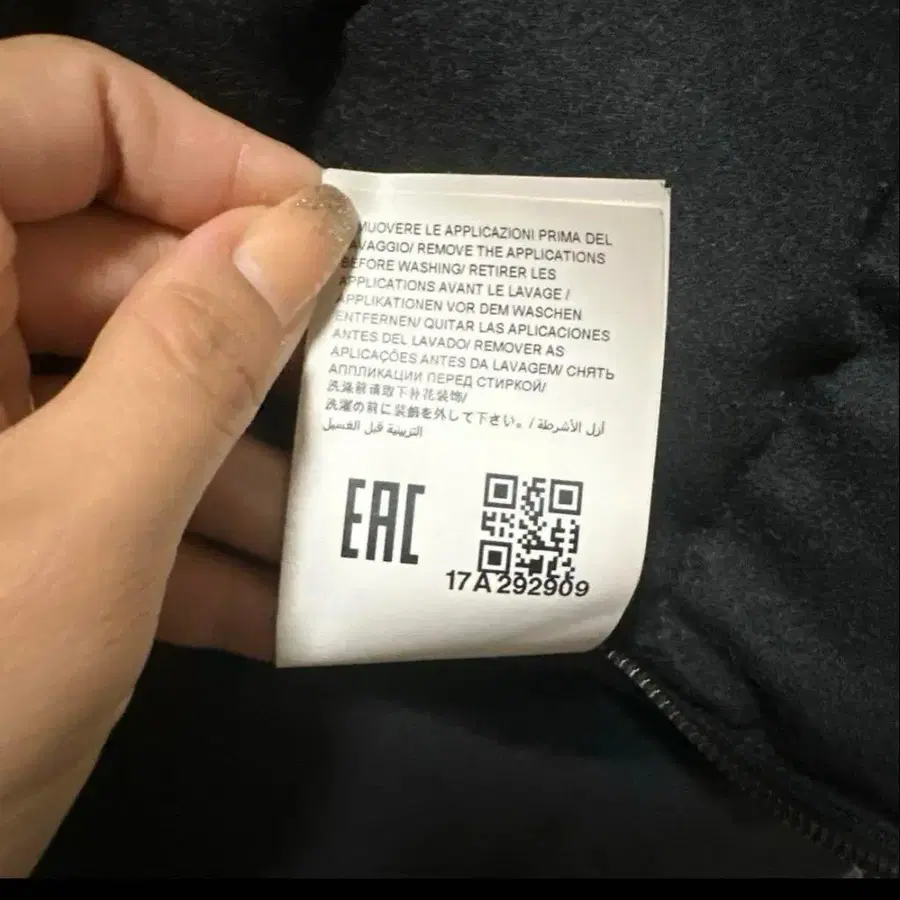 MUOVERE LE APPLICAZIONI PRIMA DEL
AVAGGIO/ REMOVE THE APPLICATIONS
BEFORE WASHING/ RETIRER LES
APPLICATIONS AVANT LE LAVAGE /
APPLIKATIONEN VOR DEM WASCHEN
ENTFERNEN/ QUITAR LAS APLICACIONES
ANTES DEL LAVADO/ REMOVER AS
APLICAÇÕES ANTES DA LAVAGEM/ СНЯТЬ
АППЛИКАЦИИ ПЕРЕД СТИРКОЙ/
洗涤前请取下补花装饰/
洗濯の前に装飾を外して下さい。/ أزل الأشرطة
التزيينية قبل الغسيل
EAC
17A292909